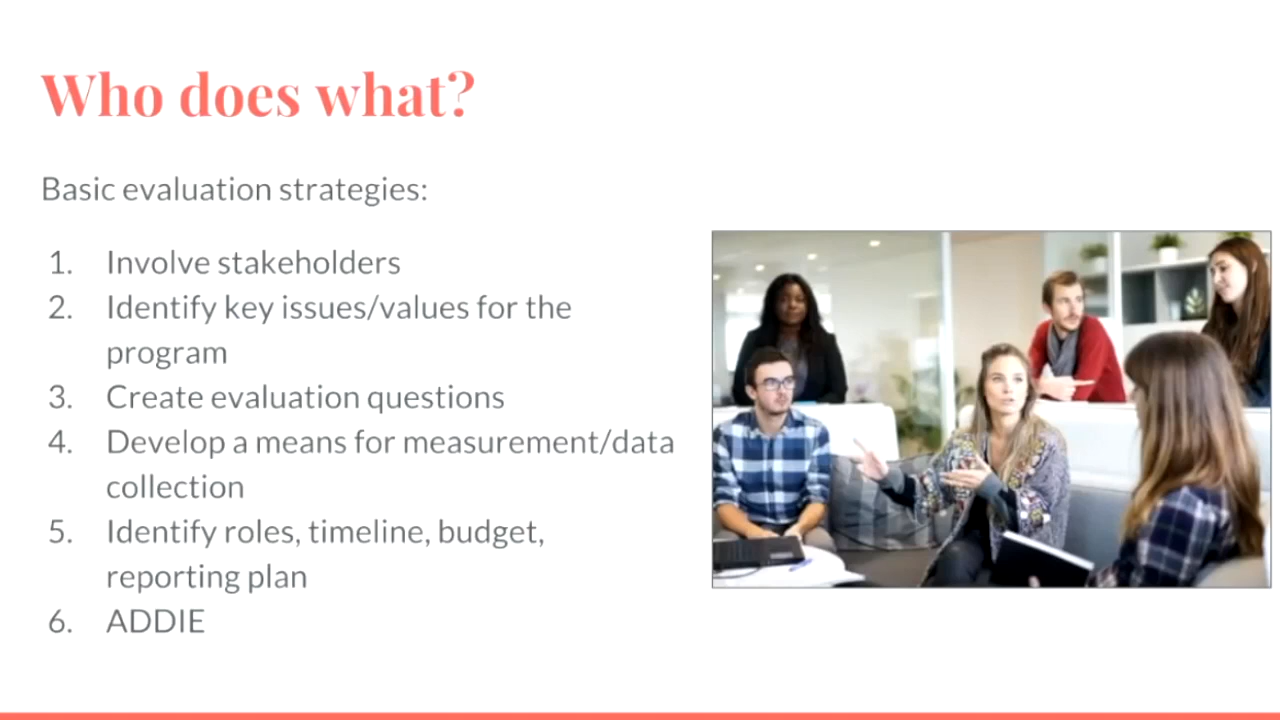 Who does what?
Basic evaluation strategies:
1. Involve stakeholders
2. Identify key issues/values for the
program
3. Create evaluation questions
4. Develop a means for measurement/data
collection
5. Identify roles, timeline, budget,
reporting plan
6. ADDIE